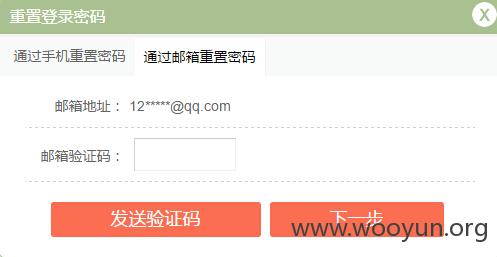 重置登录密码 X
通过手机重置密码 通过邮箱重置密码
邮箱地址： 12*****@qq.com
邮箱验证码：
发送验证码 下一步
www.wooyun.org